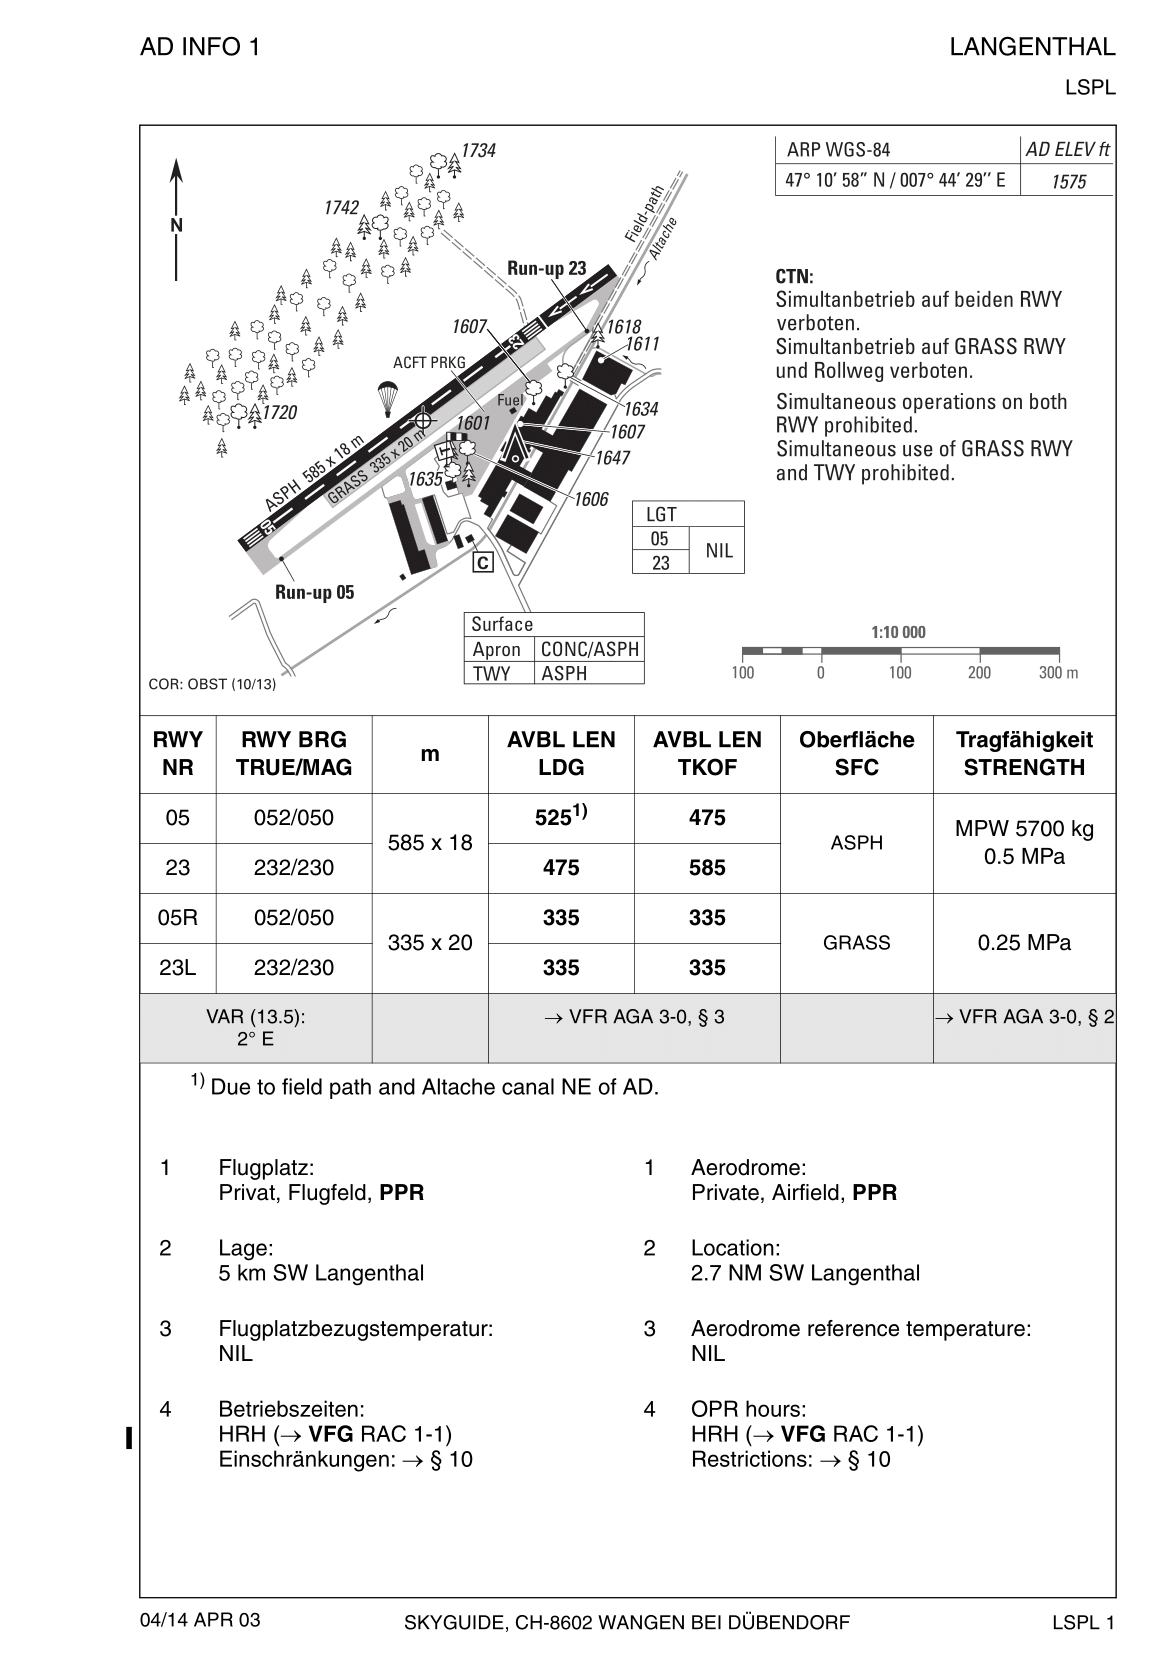 AD INFO 1
LANGENTHAL
LSPL
ARP WGS-84 AD ELEV ft
47° 10′ 58″ N / 007° 44′ 29″ E 1575
N
1734
1742
1720
Field-path
Altache
Run-up 23
1607
1618
1611
ACFT PRKG
23
Fuel
1634
1601
1607
1647
1635
1606
ASPH 585 x 18 m
GRASS 335 x 20 m
05
Run-up 05
C
CTN:
Simultanbetrieb auf beiden RWY
verboten.
Simultanbetrieb auf GRASS RWY
und Rollweg verboten.
Simultaneous operations on both
RWY prohibited.
Simultaneous use of GRASS RWY
and TWY prohibited.
LGT
05
23
NIL
Surface
Apron CONC/ASPH
TWY ASPH
1:10 000
100 0 100 200 300 m
COR: OBST (10/13)
RWY NR RWY BRG TRUE/MAG m AVBL LEN LDG AVBL LEN TKOF Oberfläche SFC Tragfähigkeit STRENGTH
05 052/050 585 x 18 525 1) 475 ASPH MPW 5700 kg 0.5 MPa
23 232/230 475 585
05R 052/050 335 x 20 335 335 GRASS 0.25 MPa
23L 232/230 335 335
VAR (13.5): → VFR AGA 3-0, § 3 → VFR AGA 3-0, § 2
2° E
1) Due to field path and Altache canal NE of AD.
1 Flugplatz:
Privat, Flugfeld, PPR
1 Aerodrome:
Private, Airfield, PPR
2 Lage:
5 km SW Langenthal
2 Location:
2.7 NM SW Langenthal
3 Flugplatzbezugstemperatur:
NIL
3 Aerodrome reference temperature:
NIL
4 Betriebszeiten:
HRH (→ VFG RAC 1-1)
Einschränkungen: → § 10
4 OPR hours:
HRH (→ VFG RAC 1-1)
Restrictions: → § 10
04/14 APR 03
SKYGUIDE, CH-8602 WANGEN BEI DÜBENDORF
LSPL 1